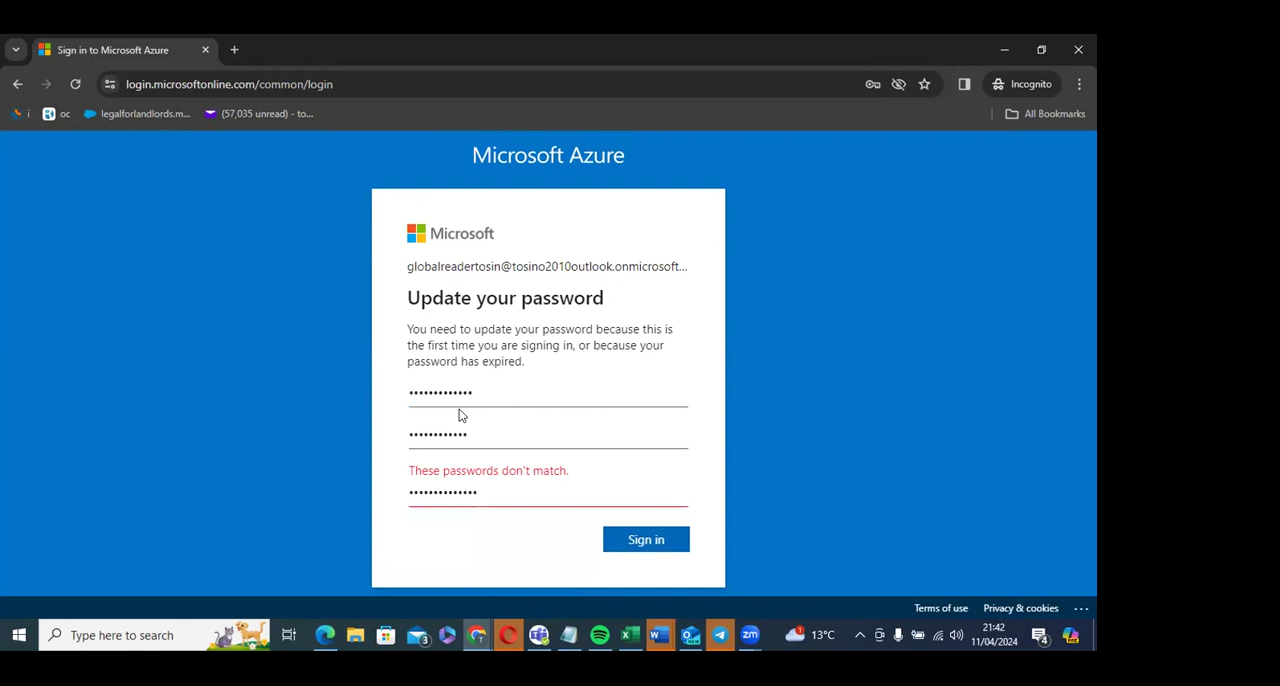 Sign in to Microsoft Azure
login.microsoftonline.com/common/login
Incognito
i
oc
legalforlandlords.m...
(57,035 unread) - to...
All Bookmarks
Microsoft Azure
Microsoft
globalreadertosin@tosino2010outlook.onmicrosoft...
Update your password
You need to update your password because this is
the first time you are signing in, or because your
password has expired.
•••••••••••••
••••••••••••
These passwords don't match.
••••••••••••••
Sign in
Terms of use
Privacy & cookies
...
Type here to search
3
13°C
21:42
11/04/2024
4